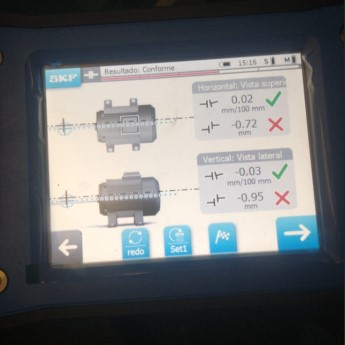 SKF
Resultado: Conforme
15:16 S M
Horizontal: Vista super
0.02
mm/100 mm
-0.72
mm
Vertical: Vista lateral
-0.03
mm/100 mm
-0.95
mm
redo
Set1